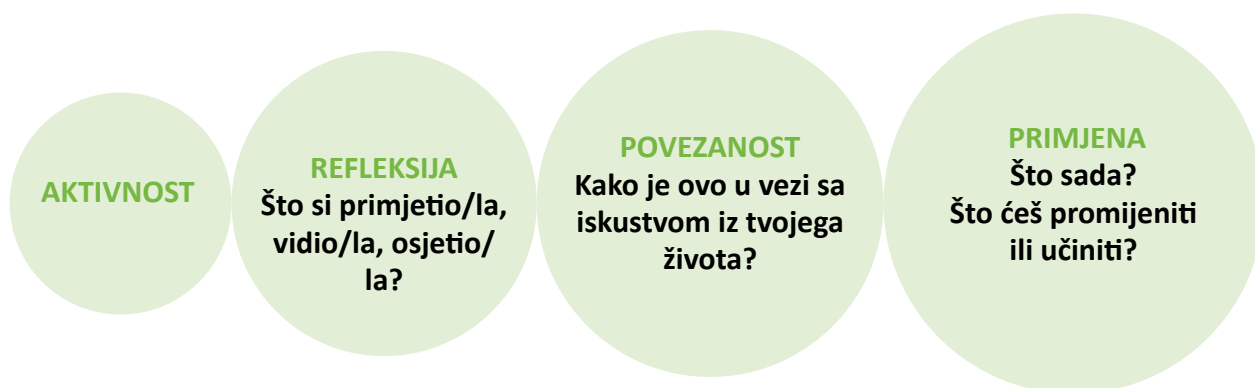 AKTIVNOST
REFLEKSIJA
Što si primjetio/la,
vidio/la, osjetio/
la?
POVEZANOST
Kako je ovo u vezi sa
iskustvom iz tvojega
života?
PRIMJENA
Što sada?
Što ćeš promijeniti
ili učiniti?